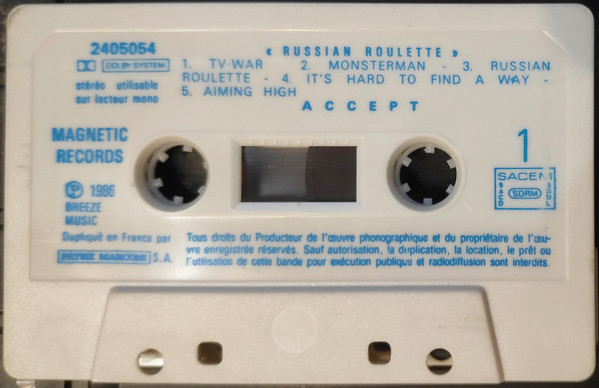 2405054
« RUSSIAN ROULETTE »
DOLBY SYSTEM
1. TV-WAR 2. MONSTERMAN - 3. RUSSIAN
ROULETTE - 4. IT'S HARD TO FIND A WAY -
5. AIMING HIGH
stéréo utilisable
sur lecteur mono
ACCEPT
MAGNETIC
RECORDS
1
SACEM
SACD
SDRM
SGDL
Ⓟ 1986
BREEZE
MUSIC
Dupliqué en France par
S.A.
Tous droits du Producteur de l'œuvre phonographique et du propriétaire de l'œu-
vre enregistrée réservés. Sauf autorisation, la duplication, la location, le prêt ou
l'utilisation de cette bande pour exécution publique et radiodiffusion sont interdits.